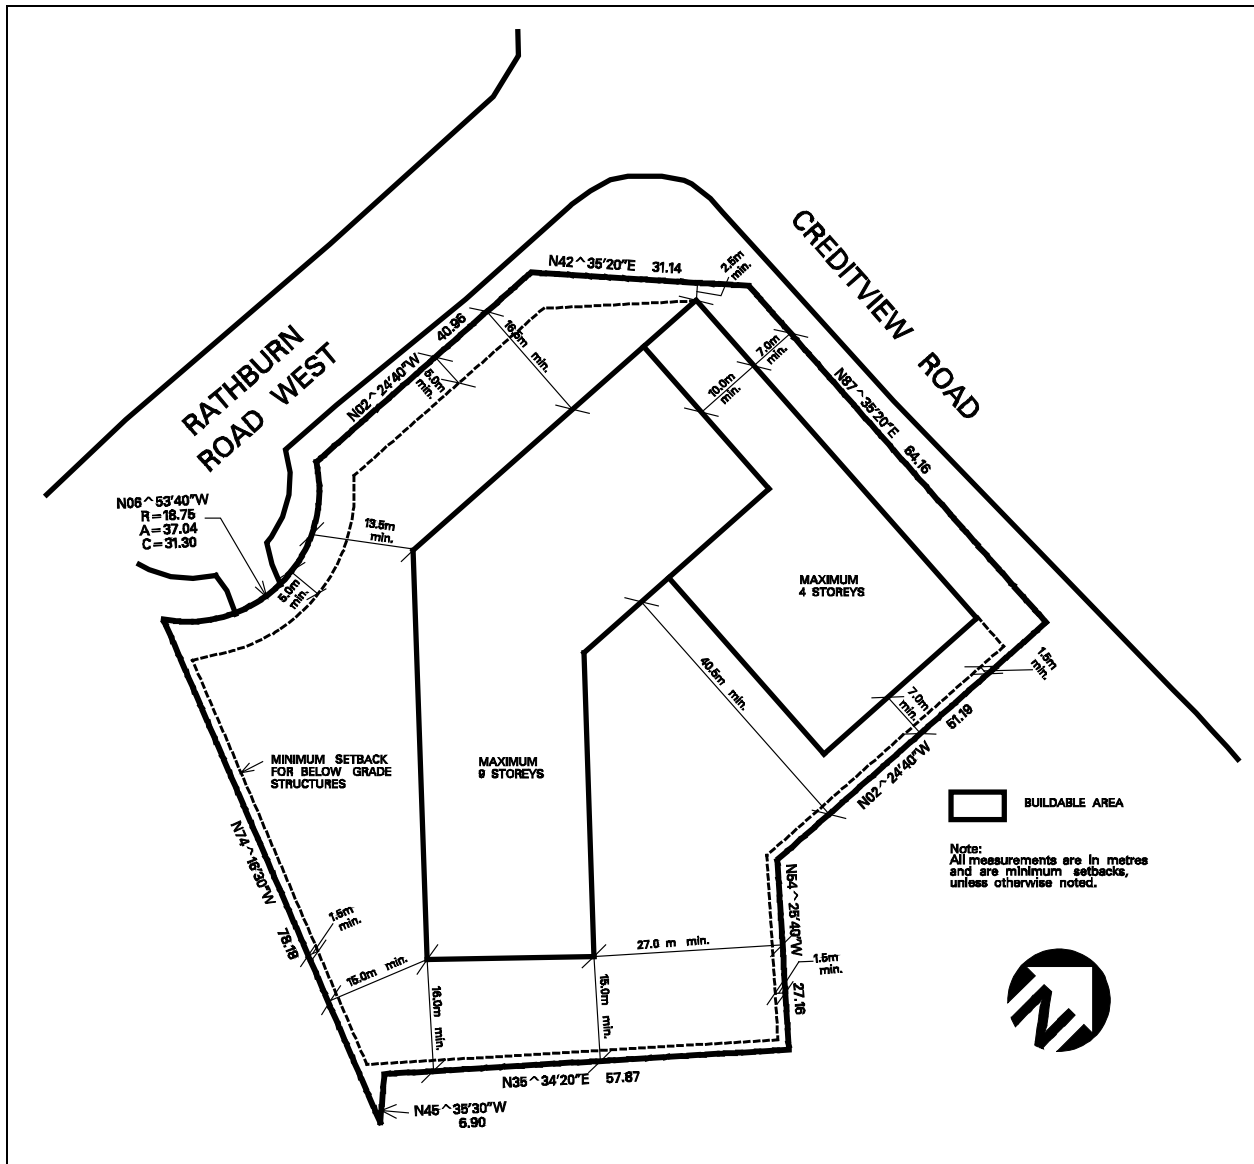 CREDITVIEW ROAD
RATHBURN
ROAD WEST
N42^35'20"E 31.14
2.5m
min.
N02^24'40"W 40.96
16.5m min.
5.0m
min.
7.0m
min.
10.0m
min.
N87^35'20"E 64.16
N06^53'40"W
R=18.75
A=37.04
C=31.30
13.5m
min.
5.0m
min.
MAXIMUM
4 STOREYS
40.5m min.
1.5m
min.
7.0m
min.
51.19
N02^24'40"W
MINIMUM SETBACK
FOR BELOW GRADE
STRUCTURES
MAXIMUM
9 STOREYS
BUILDABLE AREA
Note:
All measurements are in metres
and are minimum setbacks,
unless otherwise noted.
N74^16'30"W 78.19
1.5m
min.
15.0m min.
16.0m min.
15.0m min.
27.0 m min.
N54^25'40"W 27.16
1.5m
min.
N35^34'20"E 57.87
N45^35'30"W
6.90
N